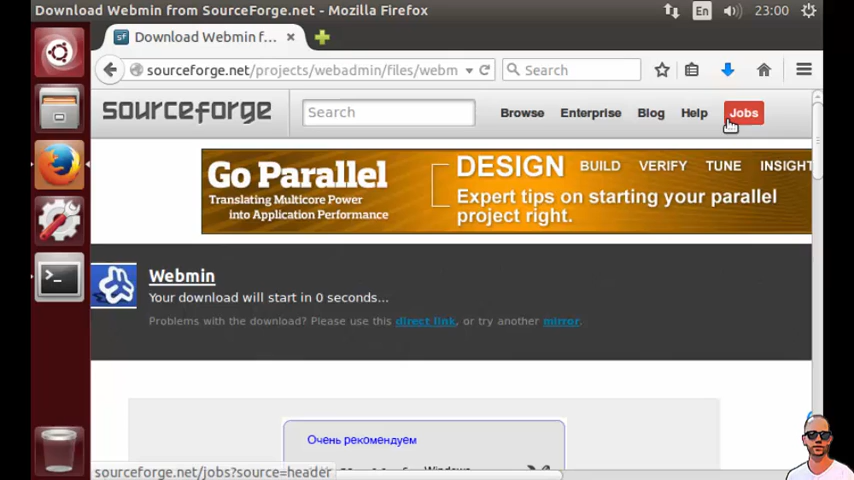 Download Webmin from SourceForge.net - Mozilla Firefox
En
23:00
sf
Download Webmin f...
sourceforge.net/projects/webadmin/files/webm
Search
sourceforge
Search
Browse
Enterprise
Blog
Help
Jobs
Go Parallel
Translating Multicore Power
into Application Performance
DESIGN BUILD VERIFY TUNE INSIGHT
Expert tips on starting your parallel
project right.
Webmin
Your download will start in 0 seconds...
Problems with the download? Please use this direct link, or try another mirror.
Очень рекомендуем
sourceforge.net/jobs?source=header